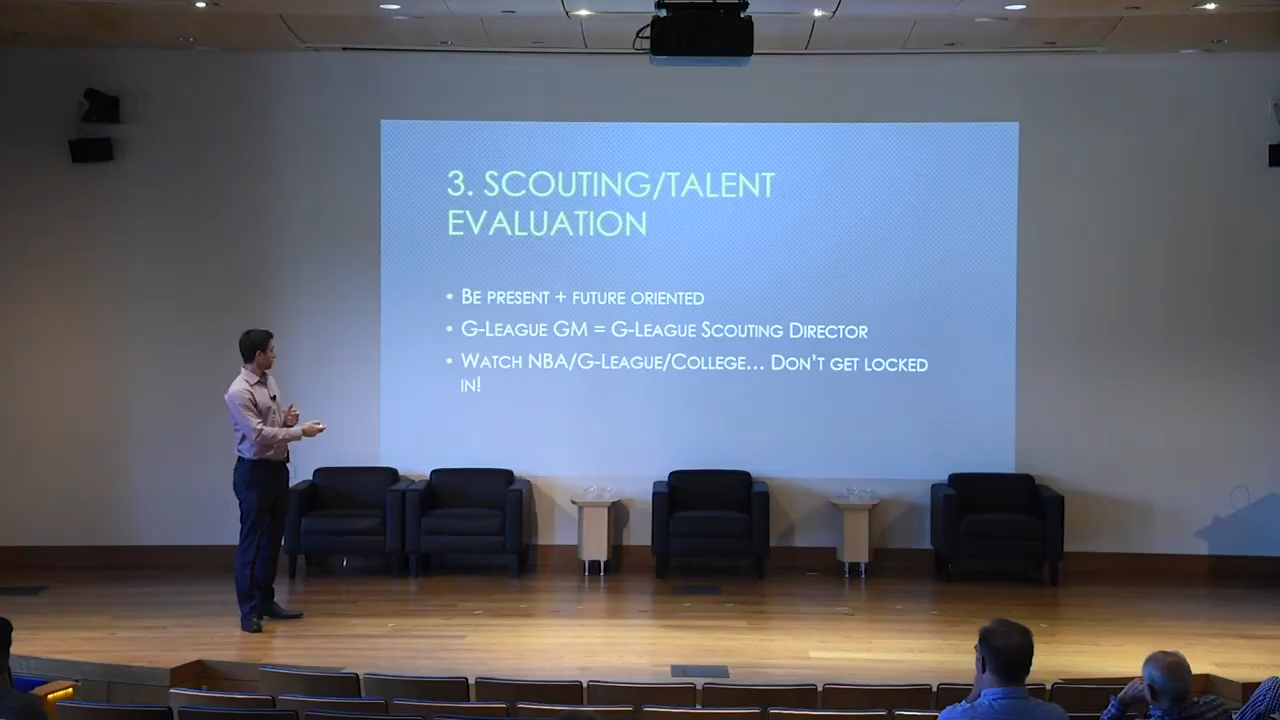 3. SCOUTING/TALENT
EVALUATION
• BE PRESENT + FUTURE ORIENTED
• G-LEAGUE GM = G-LEAGUE SCOUTING DIRECTOR
• WATCH NBA/G-LEAGUE/COLLEGE... DON'T GET LOCKED
IN!